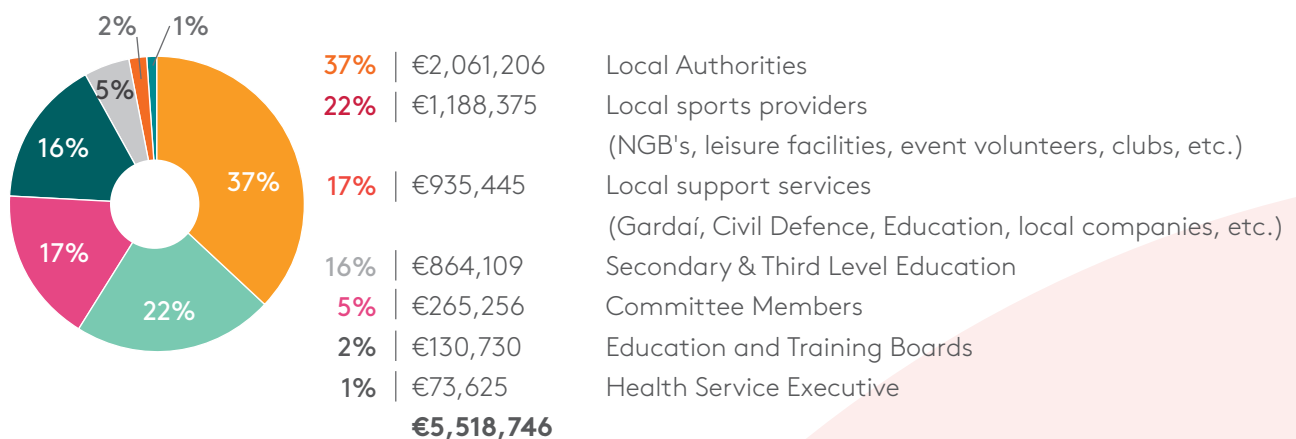 2% 1%
5%
16%
37%
17%
22%
37% | €2,061,206 Local Authorities
22% | €1,188,375 Local sports providers
(NGB's, leisure facilities, event volunteers, clubs, etc.)
17% | €935,445 Local support services
(Gardaí, Civil Defence, Education, local companies, etc.)
16% | €864,109 Secondary & Third Level Education
5% | €265,256 Committee Members
2% | €130,730 Education and Training Boards
1% | €73,625 Health Service Executive
€5,518,746